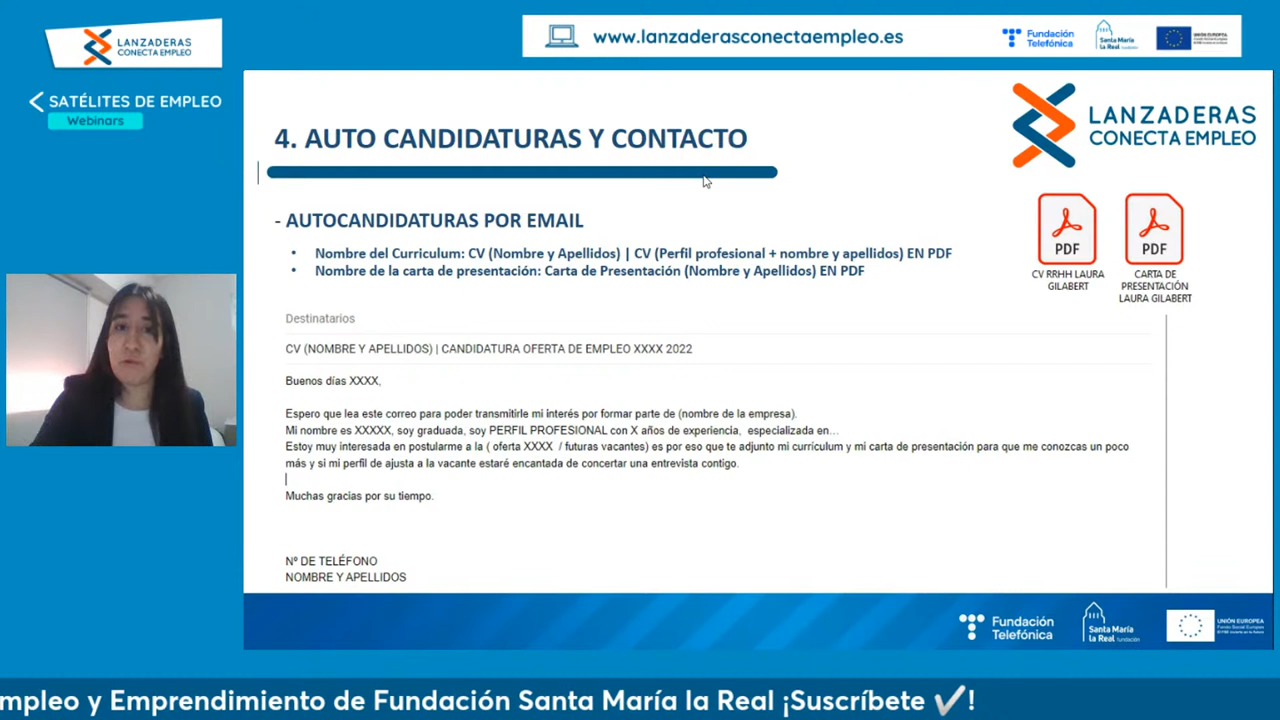 LANZADERAS
CONECTA EMPLEO
www.lanzaderasconectaempleo.es
Fundación
Telefónica
Santa María
la Real fundación
UNIÓN EUROPEA
SATÉLITES DE EMPLEO
Webinars
4. AUTO CANDIDATURAS Y CONTACTO
LANZADERAS
CONECTA EMPLEO
- AUTOCANDIDATURAS POR EMAIL
• Nombre del Curriculum: CV (Nombre y Apellidos) | CV (Perfil profesional + nombre y apellidos) EN PDF
• Nombre de la carta de presentación: Carta de Presentación (Nombre y Apellidos) EN PDF
PDF
CV RRHH LAURA
GILABERT
PDF
CARTA DE
PRESENTACIÓN
LAURA GILABERT
Destinatarios
CV (NOMBRE Y APELLIDOS) | CANDIDATURA OFERTA DE EMPLEO XXXX 2022
Buenos días XXXX,
Espero que lea este correo para poder transmitirle mi interés por formar parte de (nombre de la empresa).
Mi nombre es XXXXX, soy graduada, soy PERFIL PROFESIONAL con X años de experiencia, especializada en...
Estoy muy interesada en postularme a la ( oferta XXXX / futuras vacantes) es por eso que te adjunto mi currículum y mi carta de presentación para que me conozcas un poco
más y si mi perfil de ajusta a la vacante estaré encantada de concertar una entrevista contigo.
Muchas gracias por su tiempo.
Nº DE TELÉFONO
NOMBRE Y APELLIDOS
Fundación
Telefónica
Santa María
la Real fundación
UNIÓN EUROPEA
Fondo Social Europeo
mpleo y Emprendimiento de Fundación Santa María la Real ¡Suscríbete ✔!